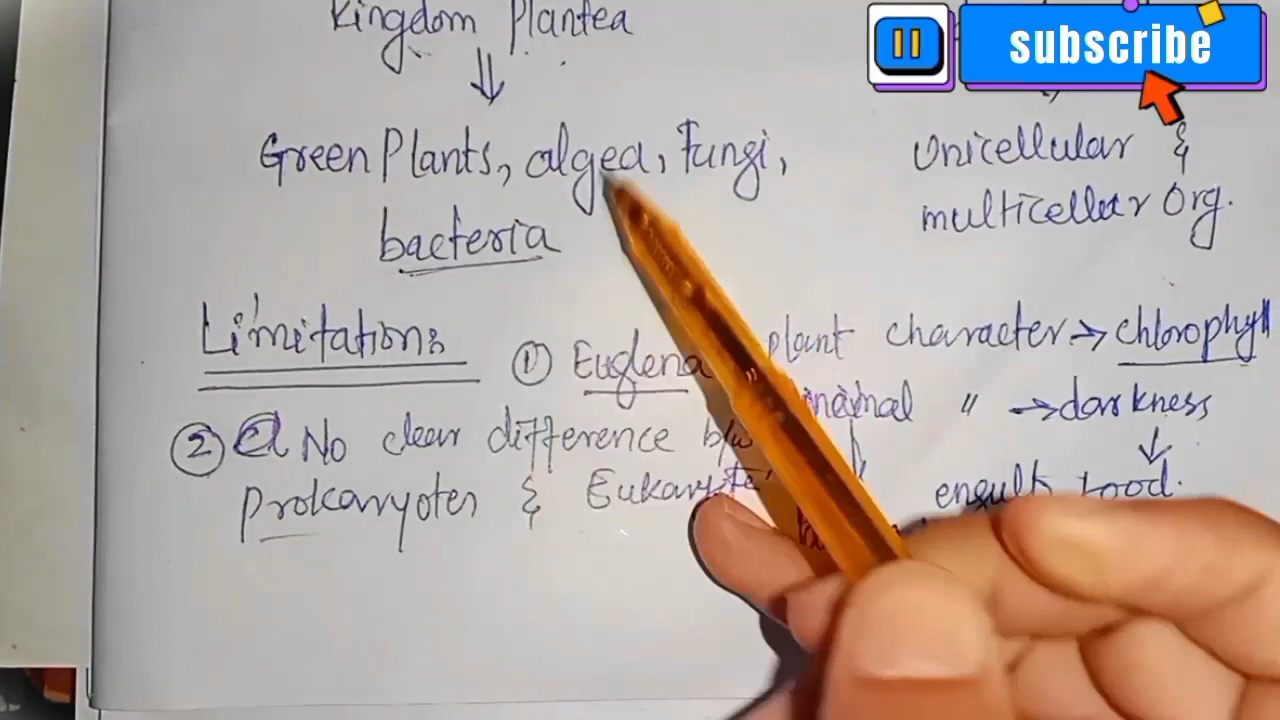 Kingdom Plantea
subscribe
Green Plants, algea, Fungi,
bacteria
Unicellular &
multicellular Org.
Limitations
① Euglena plant character → chlorophyll
" → darkness
② No clear difference b/w
Prokaryotes & Eukaryote
engulf food.